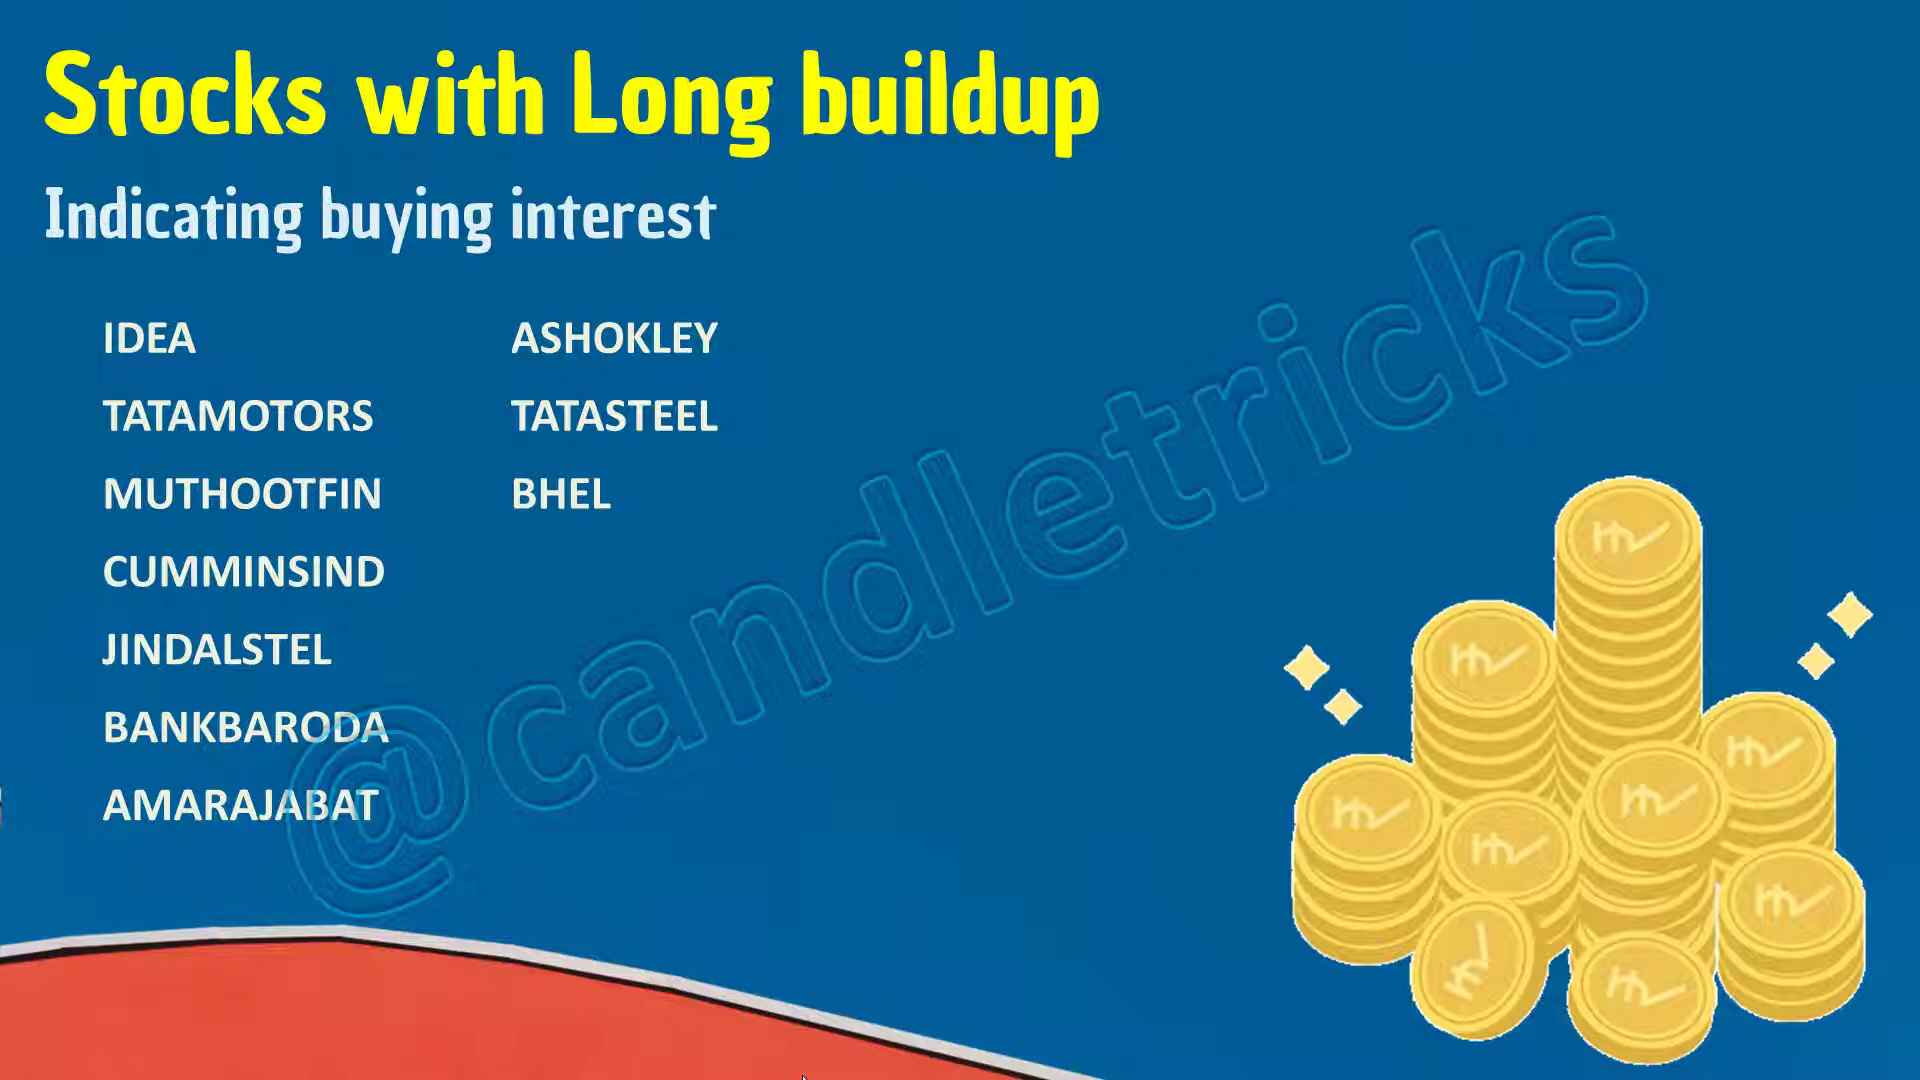 Stocks with Long buildup
Indicating buying interest
IDEA
TATAMOTORS
MUTHOOTFIN
CUMMINSIND
JINDALSTEL
BANKBARODA
AMARAJABAT
ASHOKLEY
TATASTEEL
BHEL
@candletricks